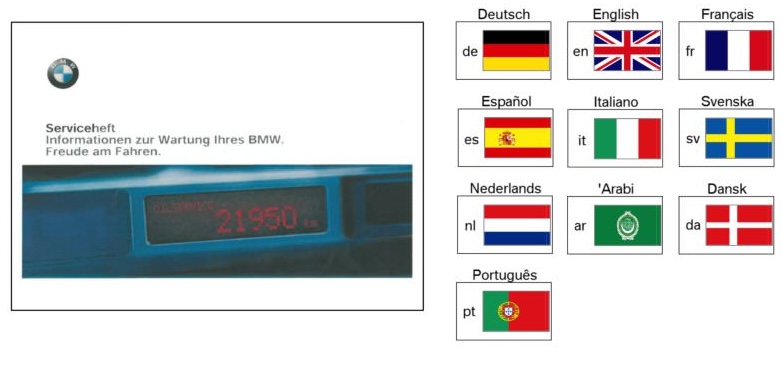 Serviceheft
Informationen zur Wartung Ihres BMW.
Freude am Fahren.
OILSERVICE
21950 km
Deutsch
de
English
en
Français
fr
Español
es
Italiano
it
Svenska
sv
Nederlands
nl
'Arabi
ar
Dansk
da
Português
pt